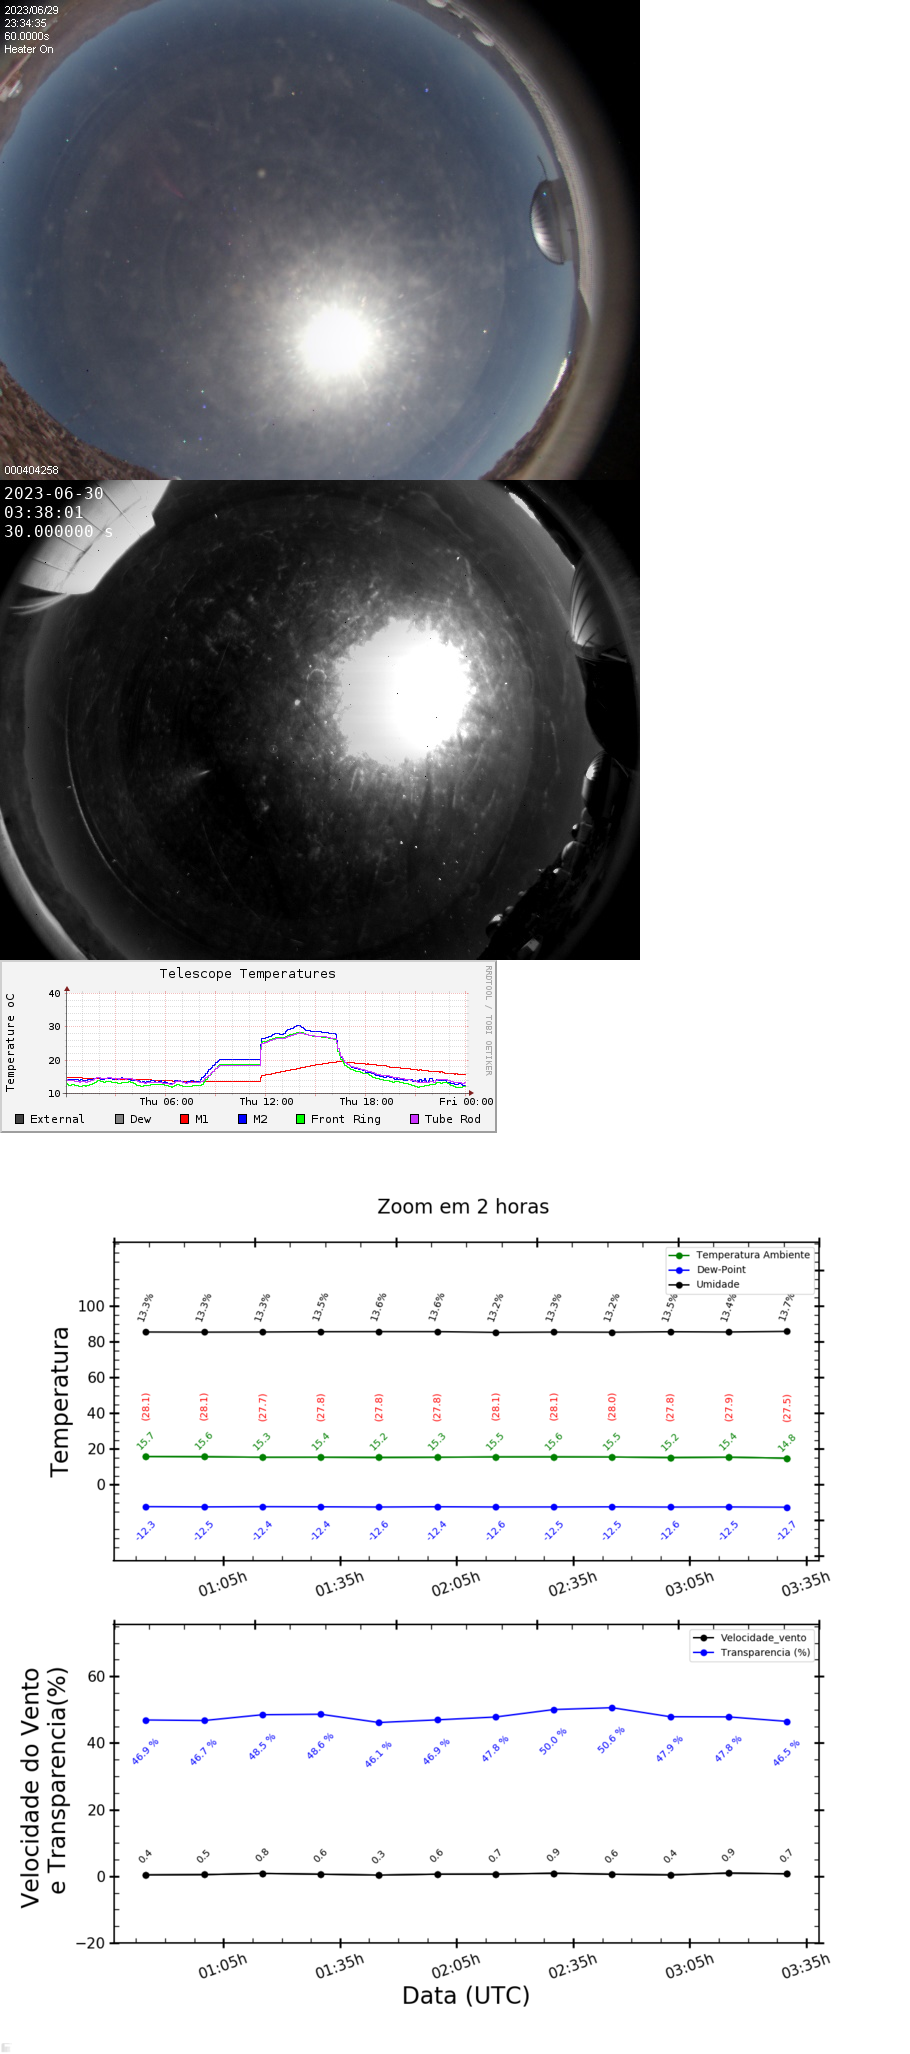 2023/06/29
23:34:35
60.0000s
Heater On
000404258
2023-06-30
03:38:01
30.000000 s
Telescope Temperatures
RRDTOOL / TOBI OETIKER
Temperature oC
40
30
20
10
Thu 06:00 Thu 12:00 Thu 18:00 Fri 00:00
External Dew M1 M2 Front Ring Tube Rod
Zoom em 2 horas
Temperatura Ambiente
Dew-Point
Umidade
Temperatura
100
80
60
40
20
0
13.3% 13.3% 13.3% 13.5% 13.6% 13.6% 13.2% 13.3% 13.2% 13.5% 13.4% 13.7%
(28.1) (28.1) (27.7) (27.8) (27.8) (27.8) (28.1) (28.1) (28.0) (27.8) (27.9) (27.5)
15.7 15.6 15.3 15.4 15.2 15.3 15.5 15.6 15.5 15.2 15.4 14.8
-12.3 -12.5 -12.4 -12.4 -12.6 -12.4 -12.6 -12.5 -12.5 -12.6 -12.5 -12.7
01:05h 01:35h 02:05h 02:35h 03:05h 03:35h
Velocidade_vento
Transparencia (%)
Velocidade do Vento
e Transparencia(%)
60
40
20
0
−20
46.9 % 46.7 % 48.5 % 48.6 % 46.1 % 46.9 % 47.8 % 50.0 % 50.6 % 47.9 % 47.8 % 46.5 %
0.4 0.5 0.8 0.6 0.3 0.6 0.7 0.9 0.6 0.4 0.9 0.7
01:05h 01:35h 02:05h 02:35h 03:05h 03:35h
Data (UTC)